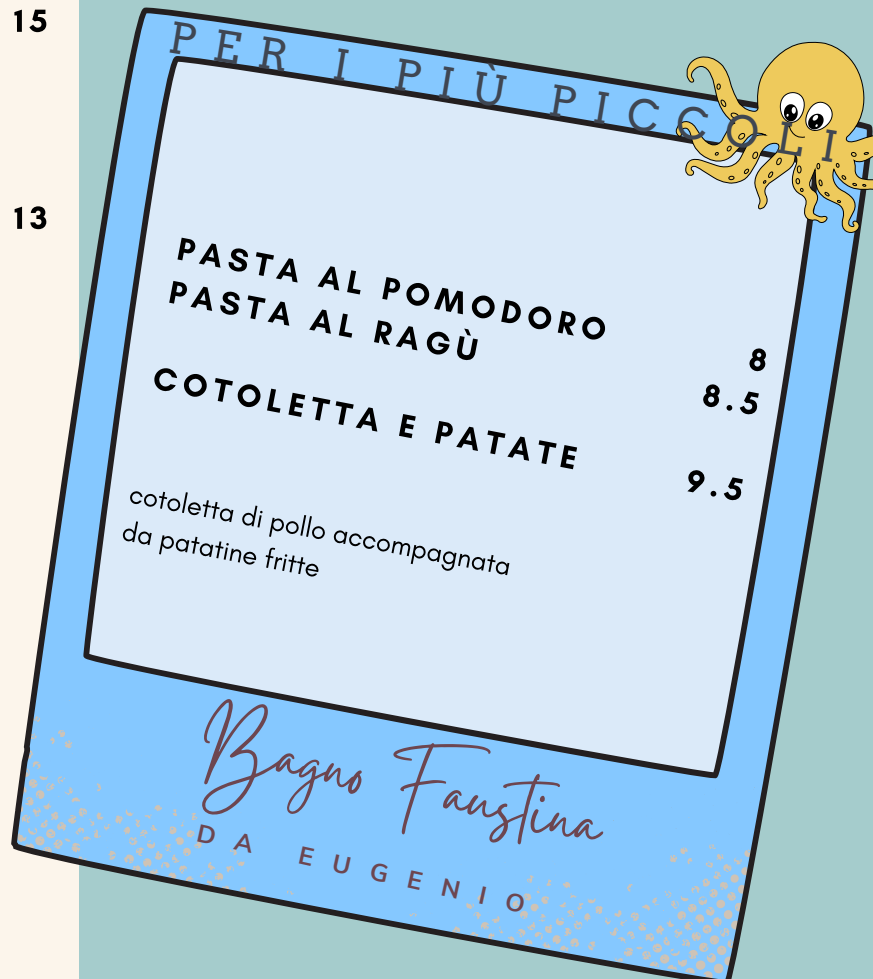 15
13
PER I PIÙ PICCOLI
PASTA AL POMODORO 8
PASTA AL RAGÙ 8.5
COTOLETTA E PATATE 9.5
cotoletta di pollo accompagnata
da patatine fritte
Bagno Faustina
DA EUGENIO